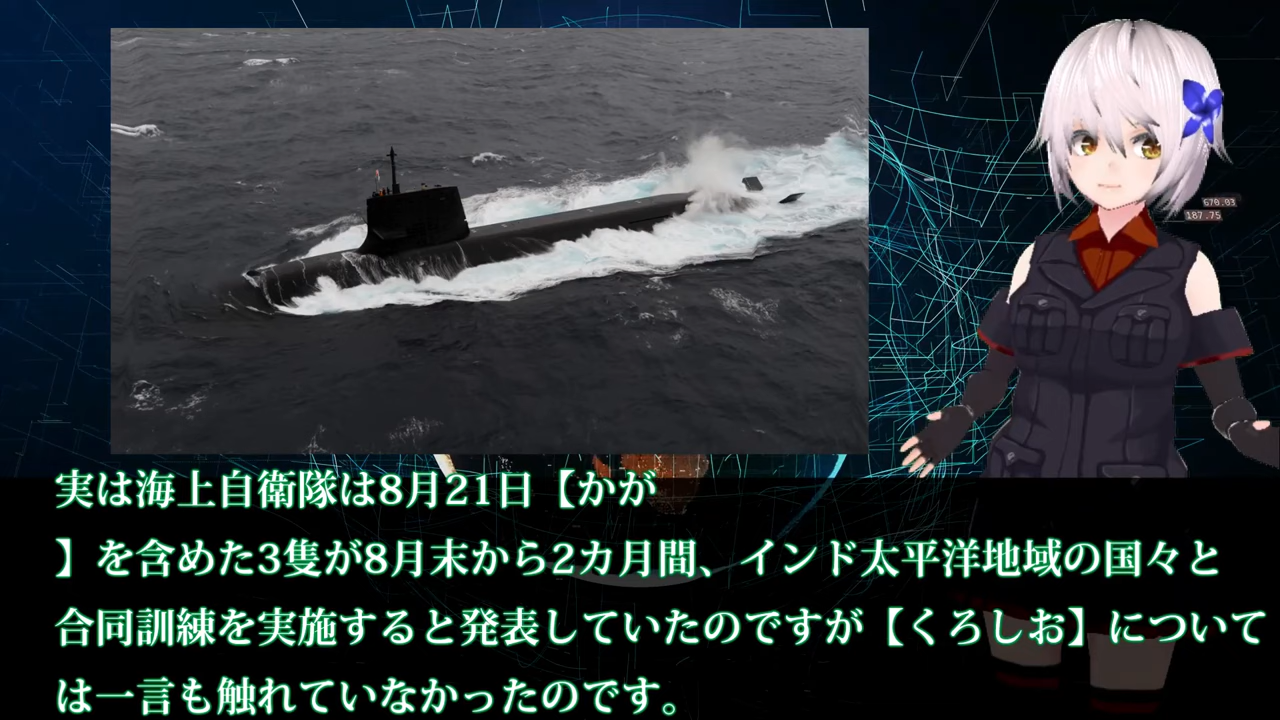 670.03
187.75
実は海上自衛隊は8月21日【かが
】を含めた3隻が8月末から2カ月間、インド太平洋地域の国々と
合同訓練を実施すると発表していたのですが【くろしお】について
は一言も触れていなかったのです。